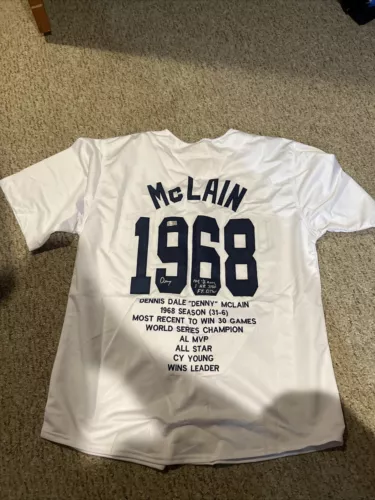 McLAIN
1968
DENNIS DALE "DENNY" McLAIN
1968 SEASON (31-6)
MOST RECENT TO WIN 30 GAMES
WORLD SERIES CHAMPION
AL MVP
ALL STAR
CY YOUNG
WINS LEADER